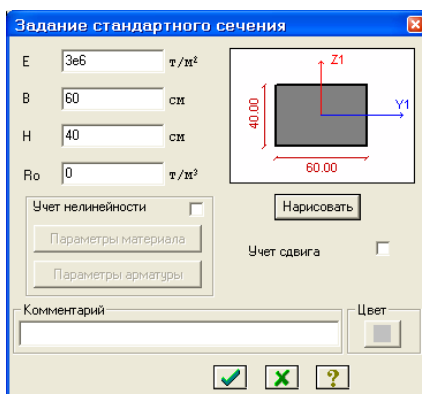 Задание стандартного сечения
E 3e6 т/м²
B 60 см
H 40 см
Ro 0 т/м³
Z1
Y1
40.00
60.00
Учет нелинейности
Нарисовать
Параметры материала
Учет сдвига
Параметры арматуры
Комментарий
Цвет
?